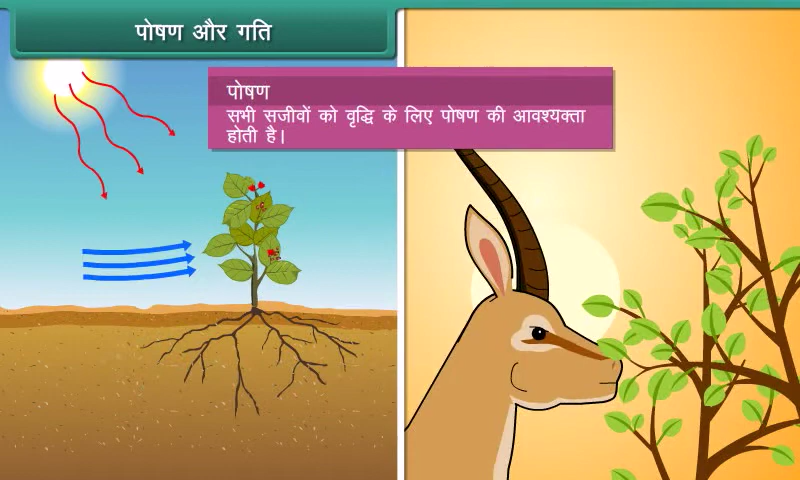 पोषण और गति
पोषण
सभी सजीवों को वृद्धि के लिए पोषण की आवश्यक्ता
होती है।